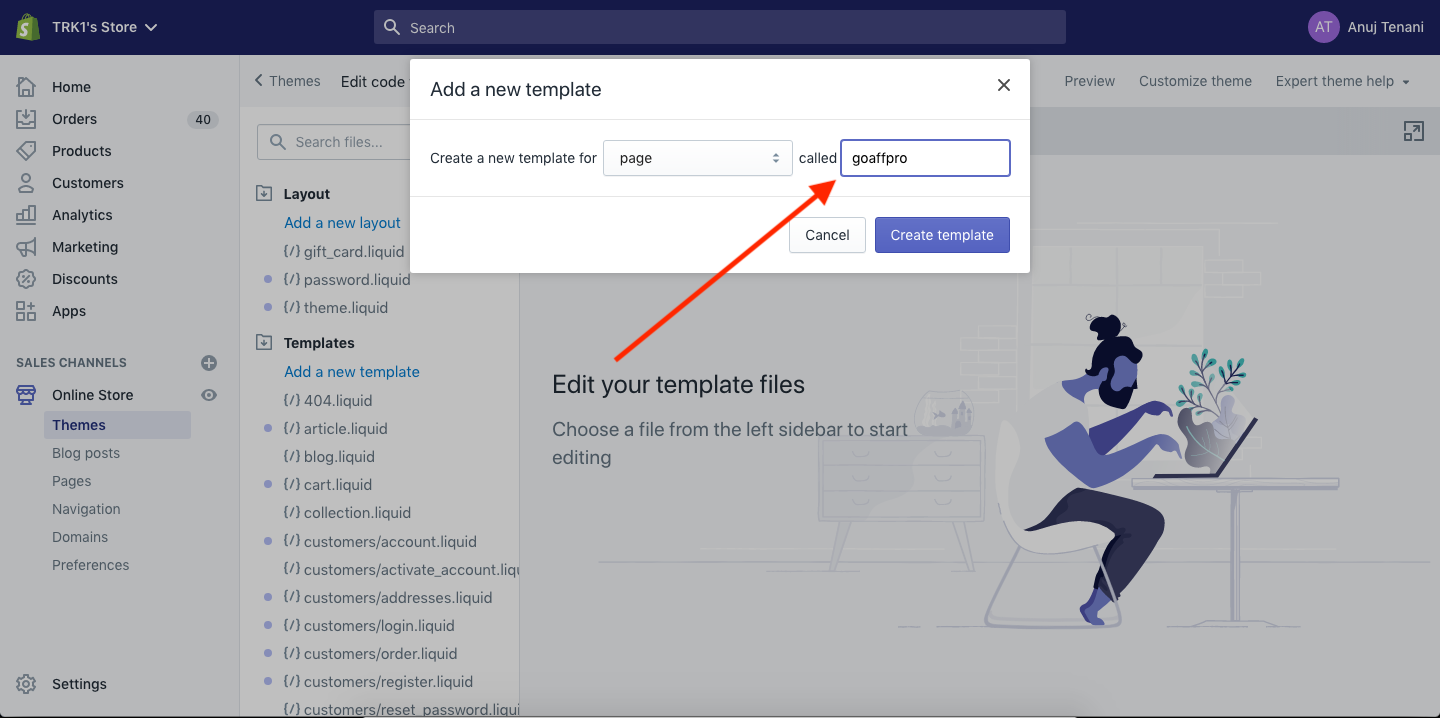 TRK1's Store
Search
AT
Anuj Tenani
Home
Orders
40
Products
Customers
Analytics
Marketing
Discounts
Apps
SALES CHANNELS
Online Store
Themes
Blog posts
Pages
Navigation
Domains
Preferences
Settings
Themes
Edit code
Preview
Customize theme
Expert theme help
Search files...
Layout
Add a new layout
{/} gift_card.liquid
{/} password.liquid
{/} theme.liquid
Templates
Add a new template
{/} 404.liquid
{/} article.liquid
{/} blog.liquid
{/} cart.liquid
{/} collection.liquid
{/} customers/account.liquid
{/} customers/activate_account.liqu
{/} customers/addresses.liquid
{/} customers/login.liquid
{/} customers/order.liquid
{/} customers/register.liquid
{/} customers/reset_password.liqui
Add a new template
Create a new template for
page
called
goaffpro
Cancel
Create template
Edit your template files
Choose a file from the left sidebar to start
editing